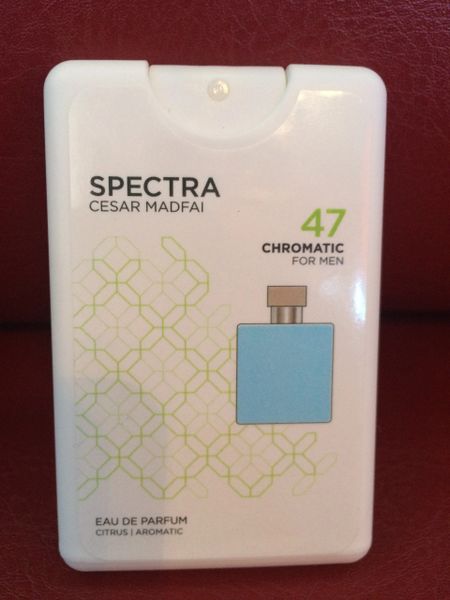 SPECTRA
CESAR MADFAI
47
CHROMATIC
FOR MEN
EAU DE PARFUM
CITRUS | AROMATIC